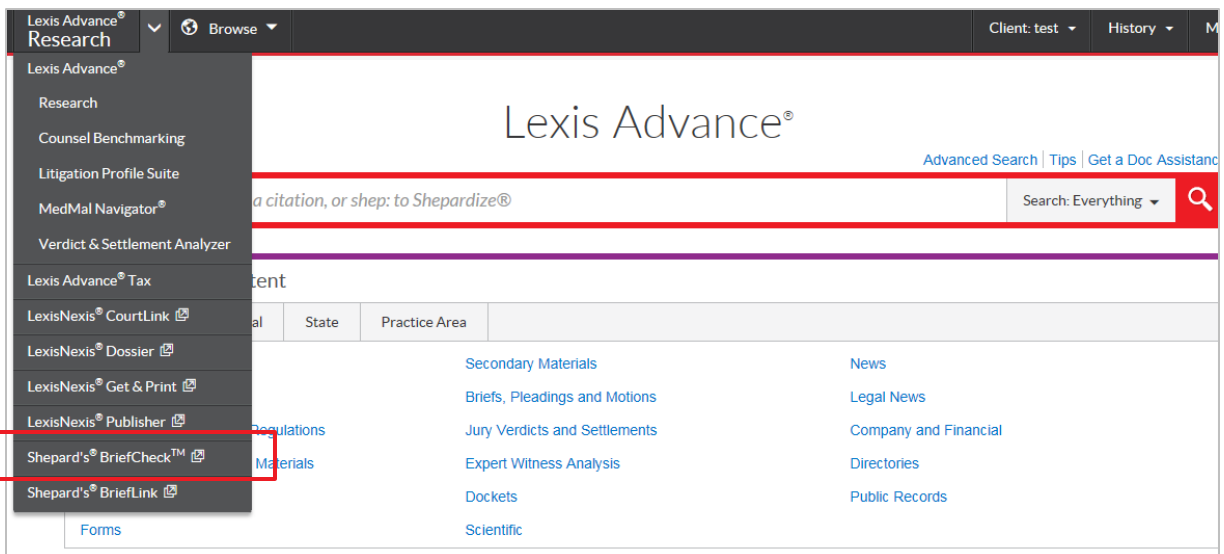 Lexis Advance®
Research
Browse
Client: test
History
M
Lexis Advance®
Research
Counsel Benchmarking
Litigation Profile Suite
MedMal Navigator®
Verdict & Settlement Analyzer
Lexis Advance® Tax
LexisNexis® CourtLink
LexisNexis® Dossier
LexisNexis® Get & Print
LexisNexis® Publisher
Shepard's® BriefCheck™
Shepard's® BriefLink
Lexis Advance®
Advanced Search | Tips | Get a Doc Assistanc
a citation, or shep: to Shepardize®
Search: Everything
tent
al
State
Practice Area
Secondary Materials
News
Briefs, Pleadings and Motions
Legal News
Regulations
Jury Verdicts and Settlements
Company and Financial
Materials
Expert Witness Analysis
Directories
Dockets
Public Records
Forms
Scientific